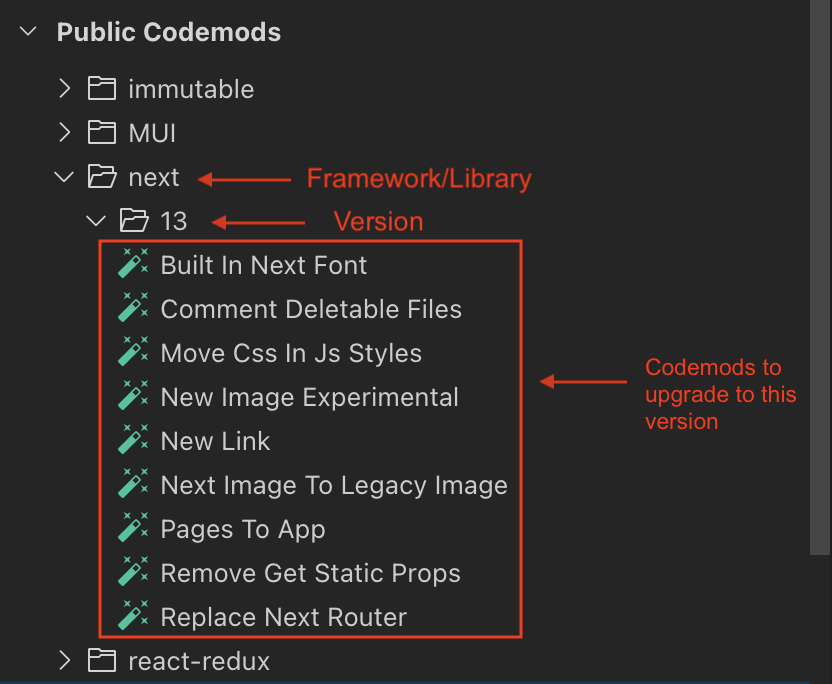 Public Codemods
immutable
MUI
next
Framework/Library
13
Version
Built In Next Font
Comment Deletable Files
Move Css In Js Styles
New Image Experimental
New Link
Next Image To Legacy Image
Pages To App
Remove Get Static Props
Replace Next Router
Codemods to
upgrade to this
version
react-redux